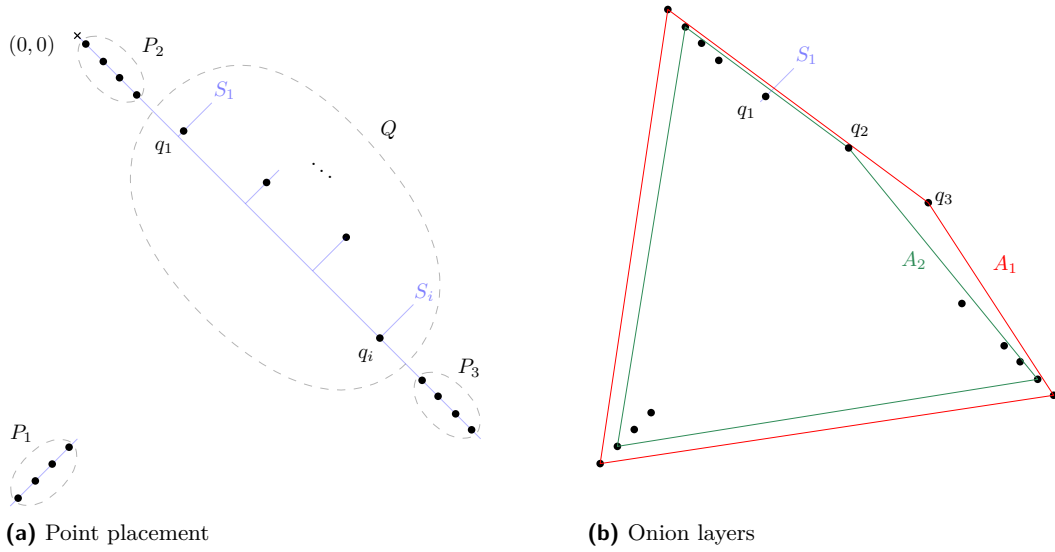 (0, 0)
×
P₂
S₁
Q
q₁
⋱
Sᵢ
qᵢ
P₃
P₁
(a) Point placement
S₁
q₁
q₂
q₃
A₂
A₁
(b) Onion layers